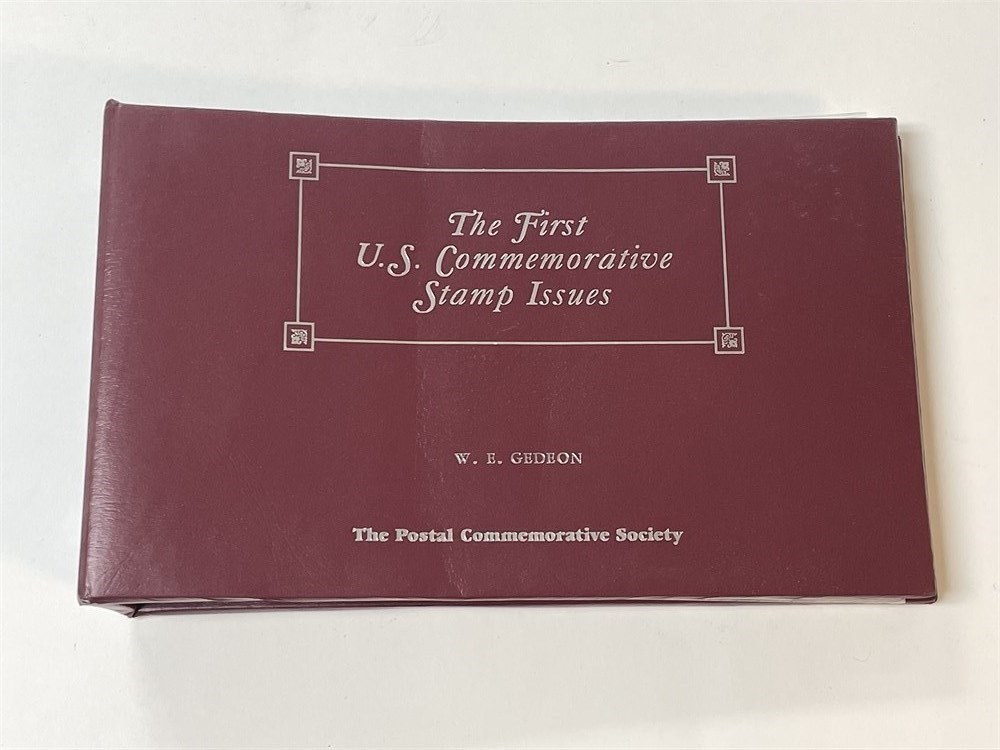 The First
U.S. Commemorative
Stamp Issues
W. E. GEDEON
The Postal Commemorative Society